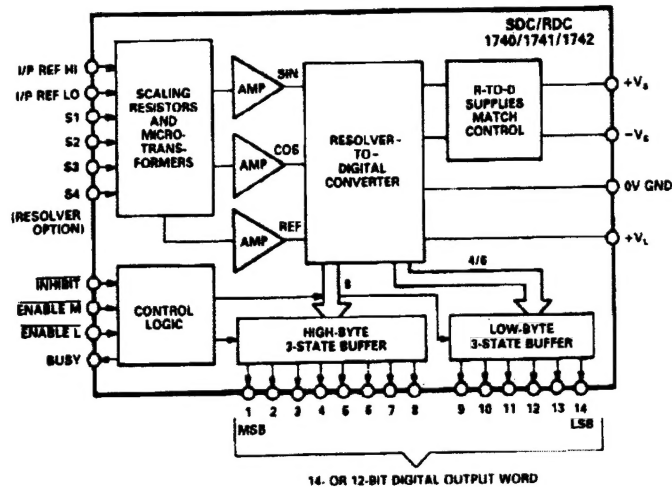 SDC/RDC
1740/1741/1742
I/P REF HI
I/P REF LO
S1
S2
S3
S4
(RESOLVER
OPTION)
SCALING
RESISTORS
AND
MICRO-
TRANS-
FORMERS
AMP
SIN
AMP
COS
AMP
REF
RESOLVER-
TO-
DIGITAL
CONVERTER
R-TO-D
SUPPLIES
MATCH
CONTROL
+VS
-VS
0V GND
+VL
INHIBIT
ENABLE M
ENABLE L
BUSY
CONTROL
LOGIC
8
4/6
HIGH-BYTE
3-STATE BUFFER
LOW-BYTE
3-STATE BUFFER
1 2 3 4 5 6 7 8 9 10 11 12 13 14
MSB LSB
14- OR 12-BIT DIGITAL OUTPUT WORD